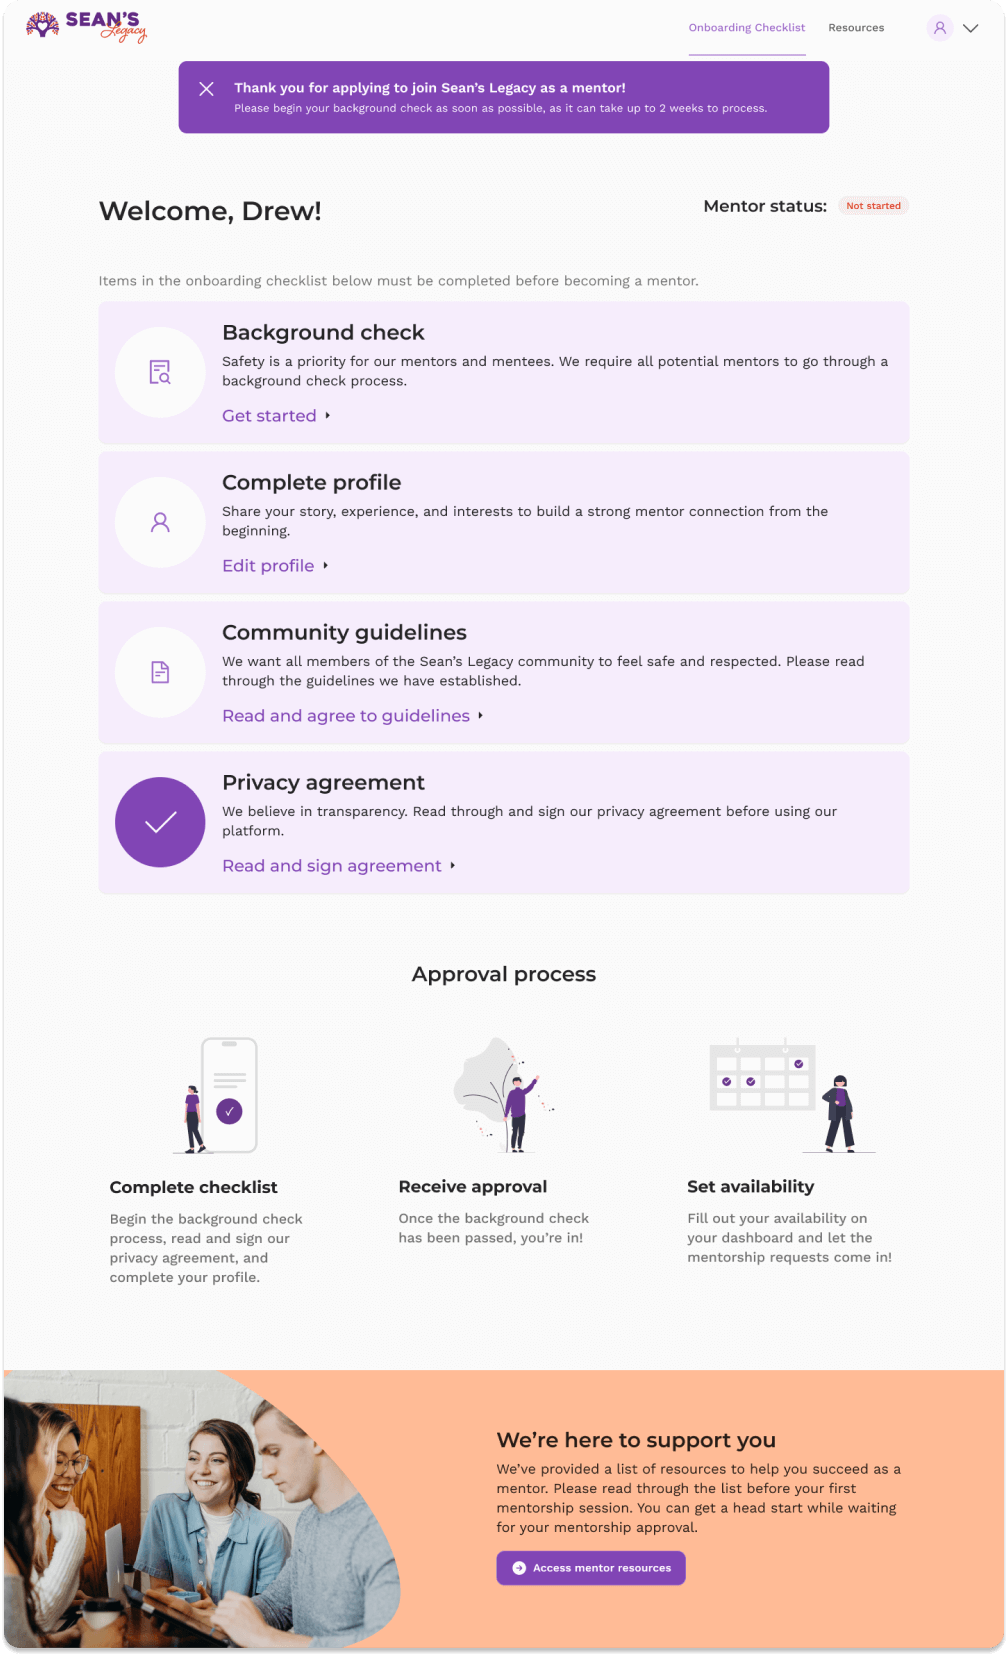 SEAN'S
Legacy
Onboarding Checklist
Resources
Thank you for applying to join Sean's Legacy as a mentor!
Please begin your background check as soon as possible, as it can take up to 2 weeks to process.
Welcome, Drew!
Mentor status:
Not started
Items in the onboarding checklist below must be completed before becoming a mentor.
Background check
Safety is a priority for our mentors and mentees. We require all potential mentors to go through a
background check process.
Get started
Complete profile
Share your story, experience, and interests to build a strong mentor connection from the
beginning.
Edit profile
Community guidelines
We want all members of the Sean's Legacy community to feel safe and respected. Please read
through the guidelines we have established.
Read and agree to guidelines
Privacy agreement
We believe in transparency. Read through and sign our privacy agreement before using our
platform.
Read and sign agreement
Approval process
Complete checklist
Begin the background check
process, read and sign our
privacy agreement, and
complete your profile.
Receive approval
Once the background check
has been passed, you're in!
Set availability
Fill out your availability on
your dashboard and let the
mentorship requests come in!
We're here to support you
We've provided a list of resources to help you succeed as a
mentor. Please read through the list before your first
mentorship session. You can get a head start while waiting
for your mentorship approval.
Access mentor resources